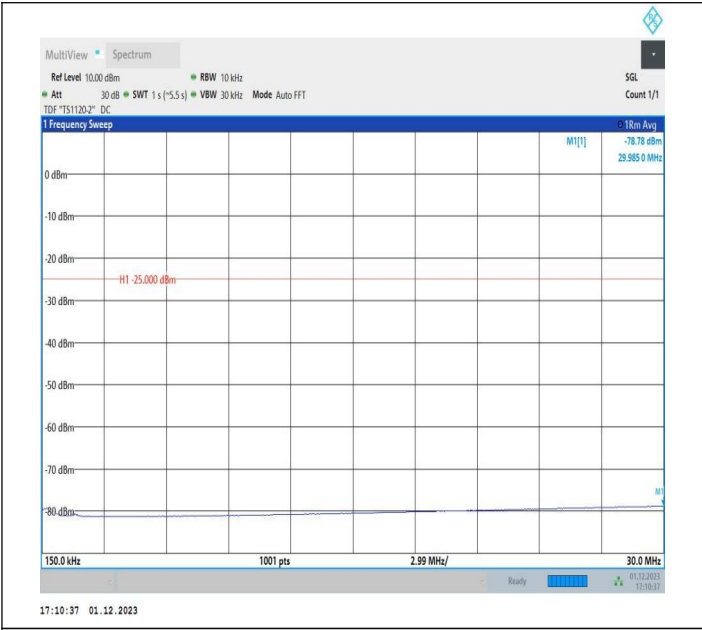 R&S
MultiView Spectrum
Ref Level 10.00 dBm RBW 10 kHz SGL
Att 30 dB SWT 1 s (~5.5 s) VBW 30 kHz Mode Auto FFT Count 1/1
TDF "TS1120-2" DC
1 Frequency Sweep 1Rm Avg
M1[1] -78.78 dBm
29.985 0 MHz
0 dBm
-10 dBm
-20 dBm
H1 -25.000 dBm
-30 dBm
-40 dBm
-50 dBm
-60 dBm
-70 dBm
M1
-80 dBm
150.0 kHz 1001 pts 2.99 MHz/ 30.0 MHz
Ready 01.12.2023
17:10:37
17:10:37 01.12.2023